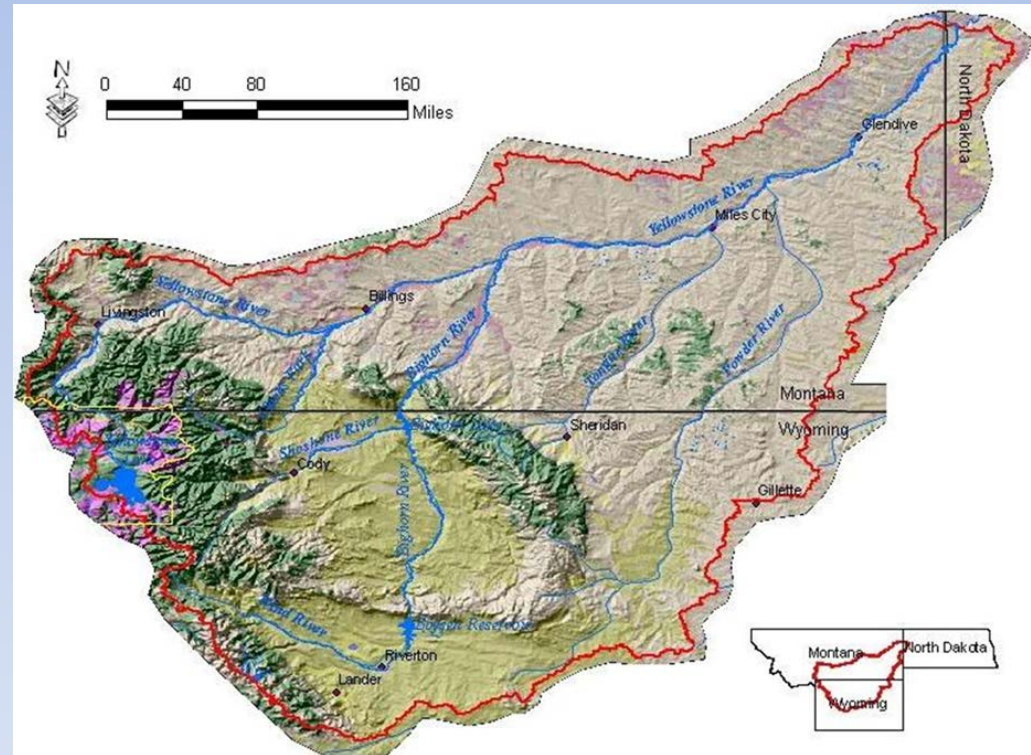 N
0 40 80 160
Miles
North Dakota
Glendive
Yellowstone River
Miles City
Yellowstone River
Billings
Livingston
Bighorn River
Tongue River
Powder River
Montana
Wyoming
Shoshone River
Sheridan
Cody
Bighorn River
Gillette
Wind River
Boysen Reservoir
Riverton
Lander
Montana
North Dakota
Wyoming